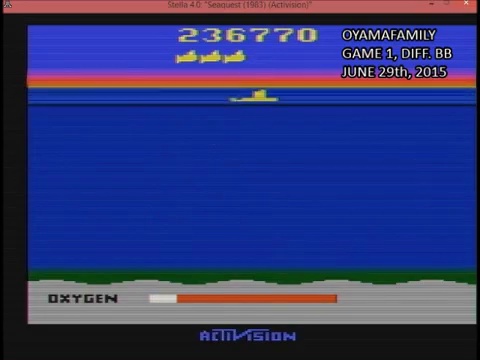 Stella 4.0: "Seaquest (1983) (Activision)"
236770
OYAMAFAMILY
GAME 1, DIFF. BB
JUNE 29th, 2015
OXYGEN
ACTIVISION